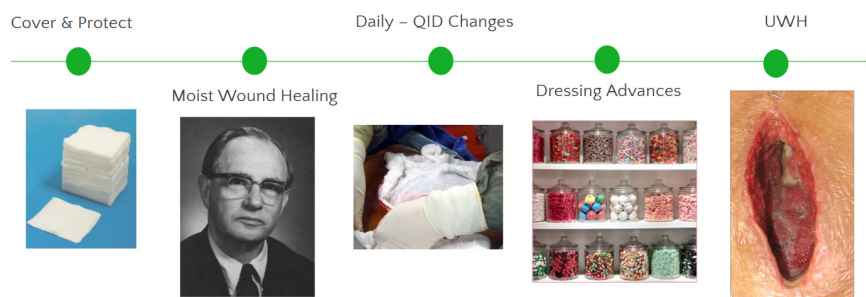 Cover & Protect
Moist Wound Healing
Daily – QID Changes
Dressing Advances
UWH